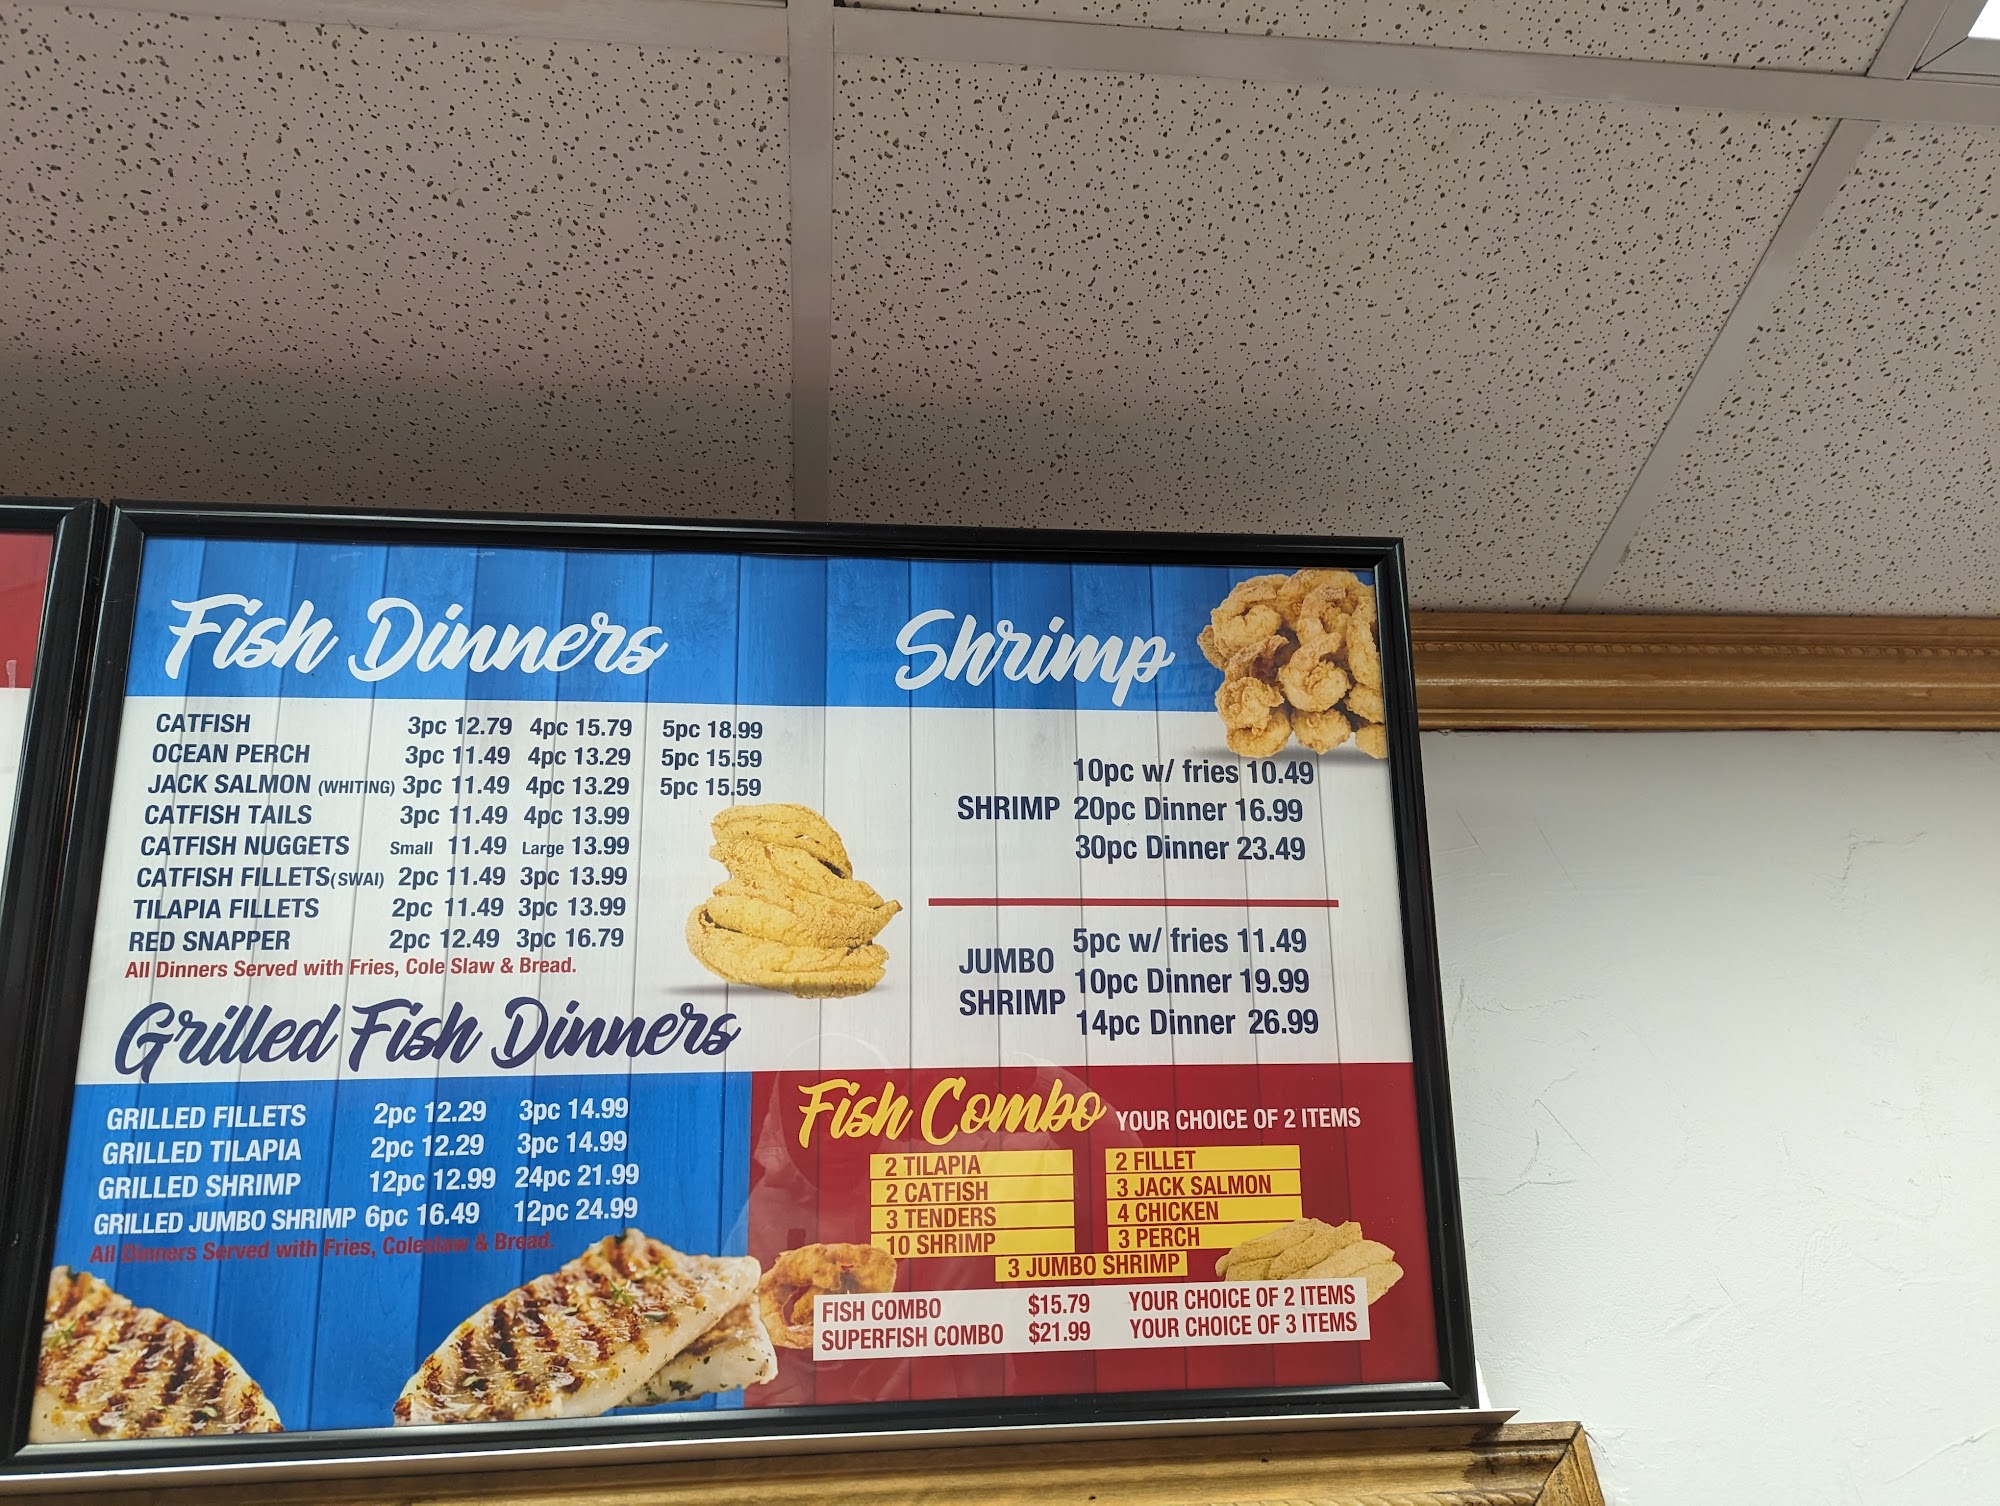 Fish Dinners
CATFISH 3pc 12.79 4pc 15.79 5pc 18.99
OCEAN PERCH 3pc 11.49 4pc 13.29 5pc 15.59
JACK SALMON (WHITING) 3pc 11.49 4pc 13.29 5pc 15.59
CATFISH TAILS 3pc 11.49 4pc 13.99
CATFISH NUGGETS Small 11.49 Large 13.99
CATFISH FILLETS(SWAI) 2pc 11.49 3pc 13.99
TILAPIA FILLETS 2pc 11.49 3pc 13.99
RED SNAPPER 2pc 12.49 3pc 16.79
All Dinners Served with Fries, Cole Slaw & Bread.
Grilled Fish Dinners
GRILLED FILLETS 2pc 12.29 3pc 14.99
GRILLED TILAPIA 2pc 12.29 3pc 14.99
GRILLED SHRIMP 12pc 12.99 24pc 21.99
GRILLED JUMBO SHRIMP 6pc 16.49 12pc 24.99
All Dinners Served with Fries, Coleslaw & Bread.
Shrimp
10pc w/ fries 10.49
SHRIMP 20pc Dinner 16.99
30pc Dinner 23.49
5pc w/ fries 11.49
JUMBO SHRIMP 10pc Dinner 19.99
14pc Dinner 26.99
Fish Combo YOUR CHOICE OF 2 ITEMS
2 TILAPIA 2 FILLET
2 CATFISH 3 JACK SALMON
3 TENDERS 4 CHICKEN
10 SHRIMP 3 PERCH
3 JUMBO SHRIMP
FISH COMBO $15.79 YOUR CHOICE OF 2 ITEMS
SUPERFISH COMBO $21.99 YOUR CHOICE OF 3 ITEMS